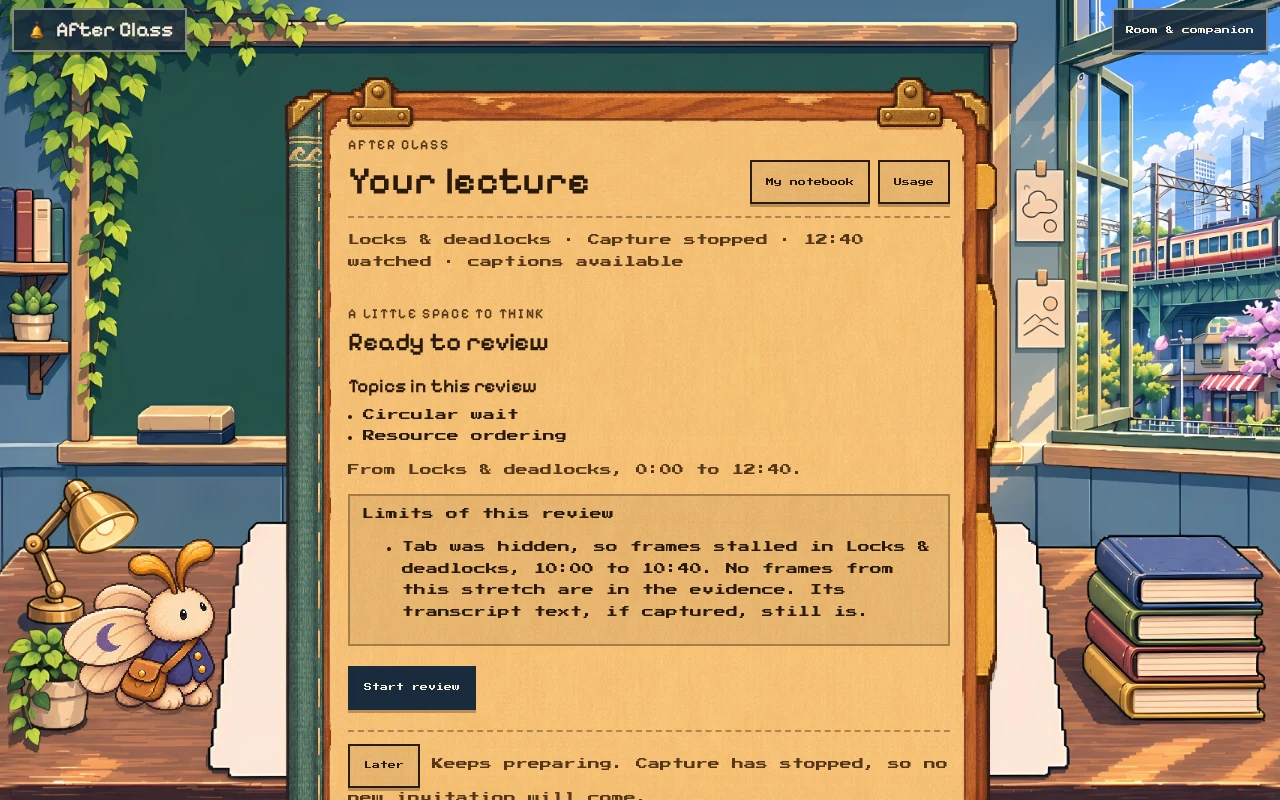 After Class
Room & companion
AFTER CLASS
Your lecture
My notebook
Usage
Locks & deadlocks · Capture stopped · 12:40
watched · captions available
A LITTLE SPACE TO THINK
Ready to review
Topics in this review
• Circular wait
• Resource ordering
From Locks & deadlocks, 0:00 to 12:40.
Limits of this review
• Tab was hidden, so frames stalled in Locks &
deadlocks, 10:00 to 10:40. No frames from
this stretch are in the evidence. Its
transcript text, if captured, still is.
Start review
Later
Keeps preparing. Capture has stopped, so no
new invitation will come.